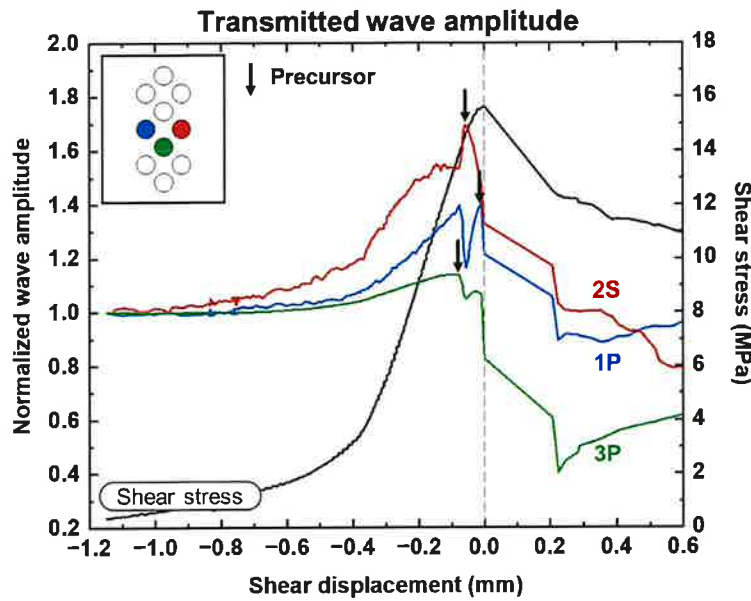 Transmitted wave amplitude
Precursor
Normalized wave amplitude
2.0
1.8
1.6
1.4
1.2
1.0
0.8
0.6
0.4
0.2
18
16
14
12
10
8
6
4
2
0
Shear stress (MPa)
2S
1P
3P
Shear stress
−1.2 −1.0 −0.8 −0.6 −0.4 −0.2 0.0 0.2 0.4 0.6
Shear displacement (mm)